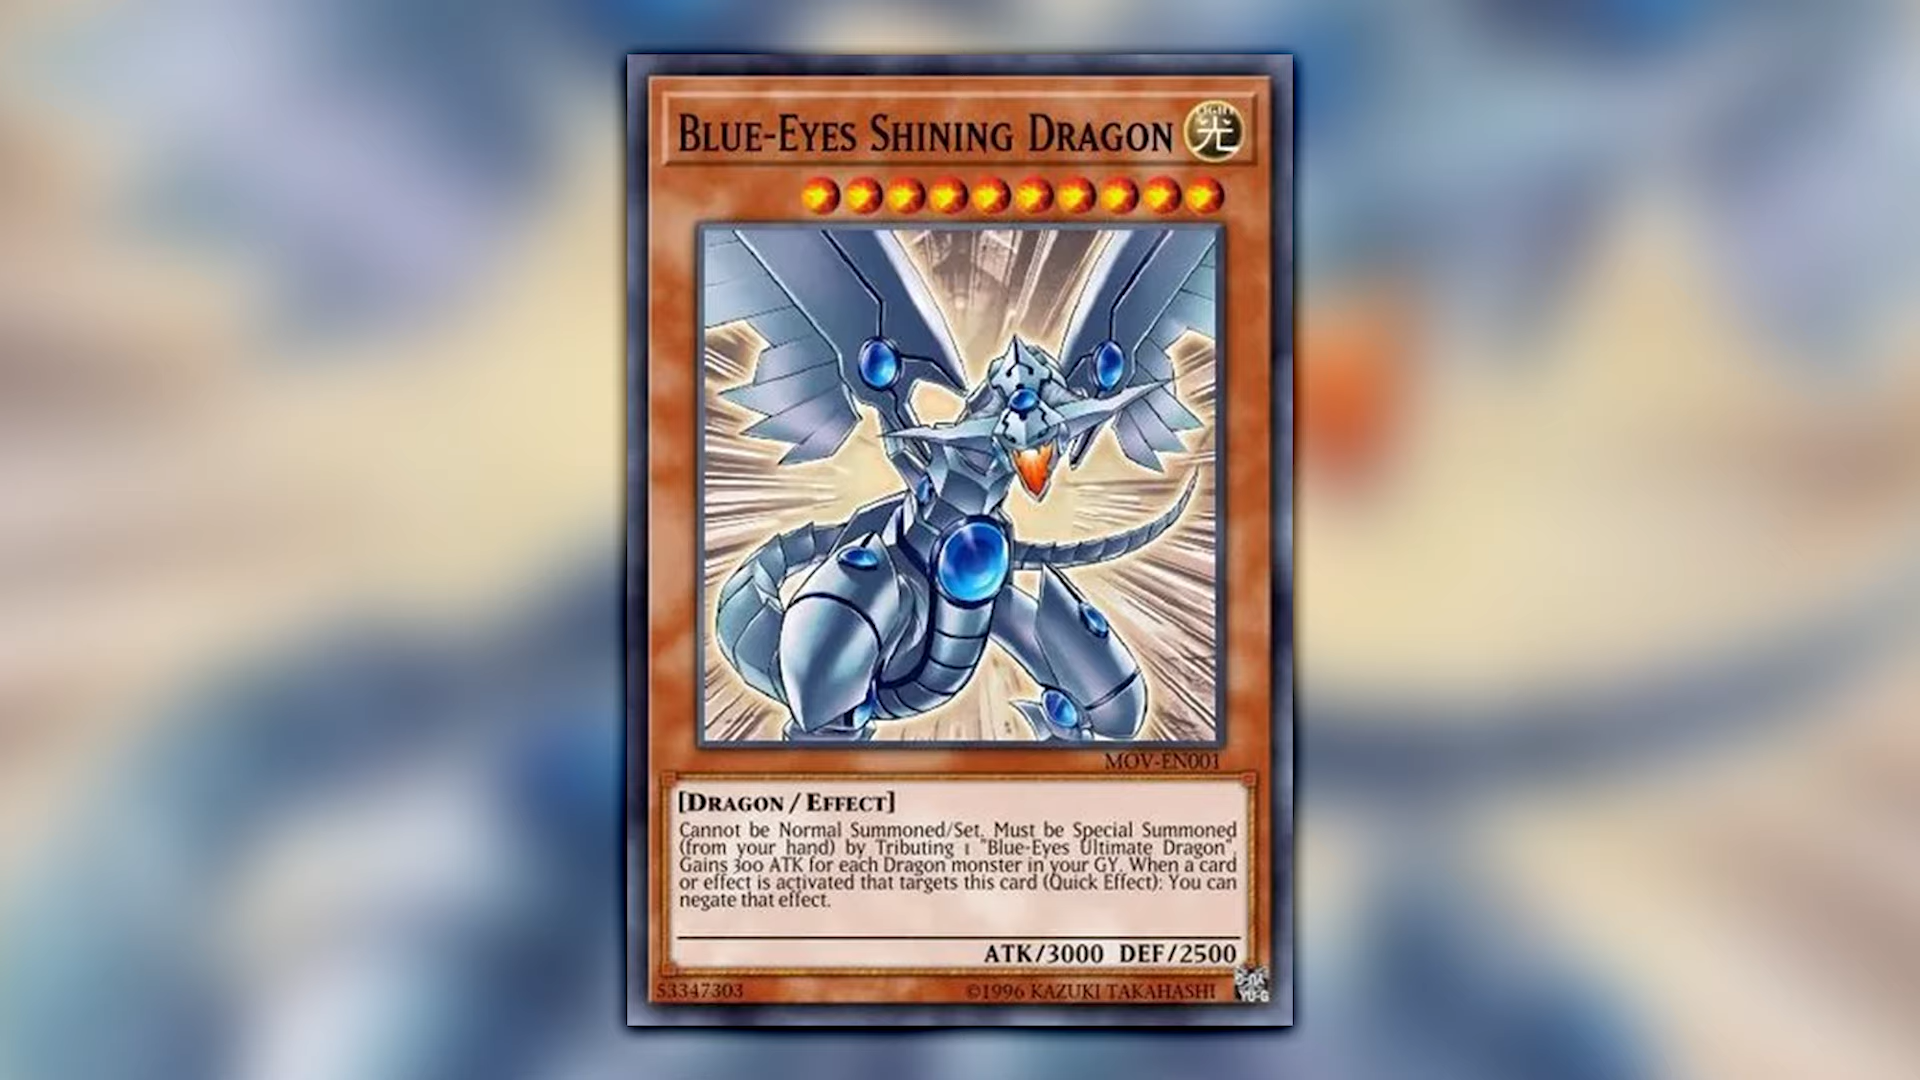 BLUE-EYES SHINING DRAGON
LIGHT
光
MOV-EN001
[DRAGON / EFFECT]
Cannot be Normal Summoned/Set. Must be Special Summoned
(from your hand) by Tributing 1 "Blue-Eyes Ultimate Dragon".
Gains 300 ATK for each Dragon monster in your GY. When a card
or effect is activated that targets this card (Quick Effect): You can
negate that effect.
ATK/3000 DEF/2500
53347303
©1996 KAZUKI TAKAHASHI